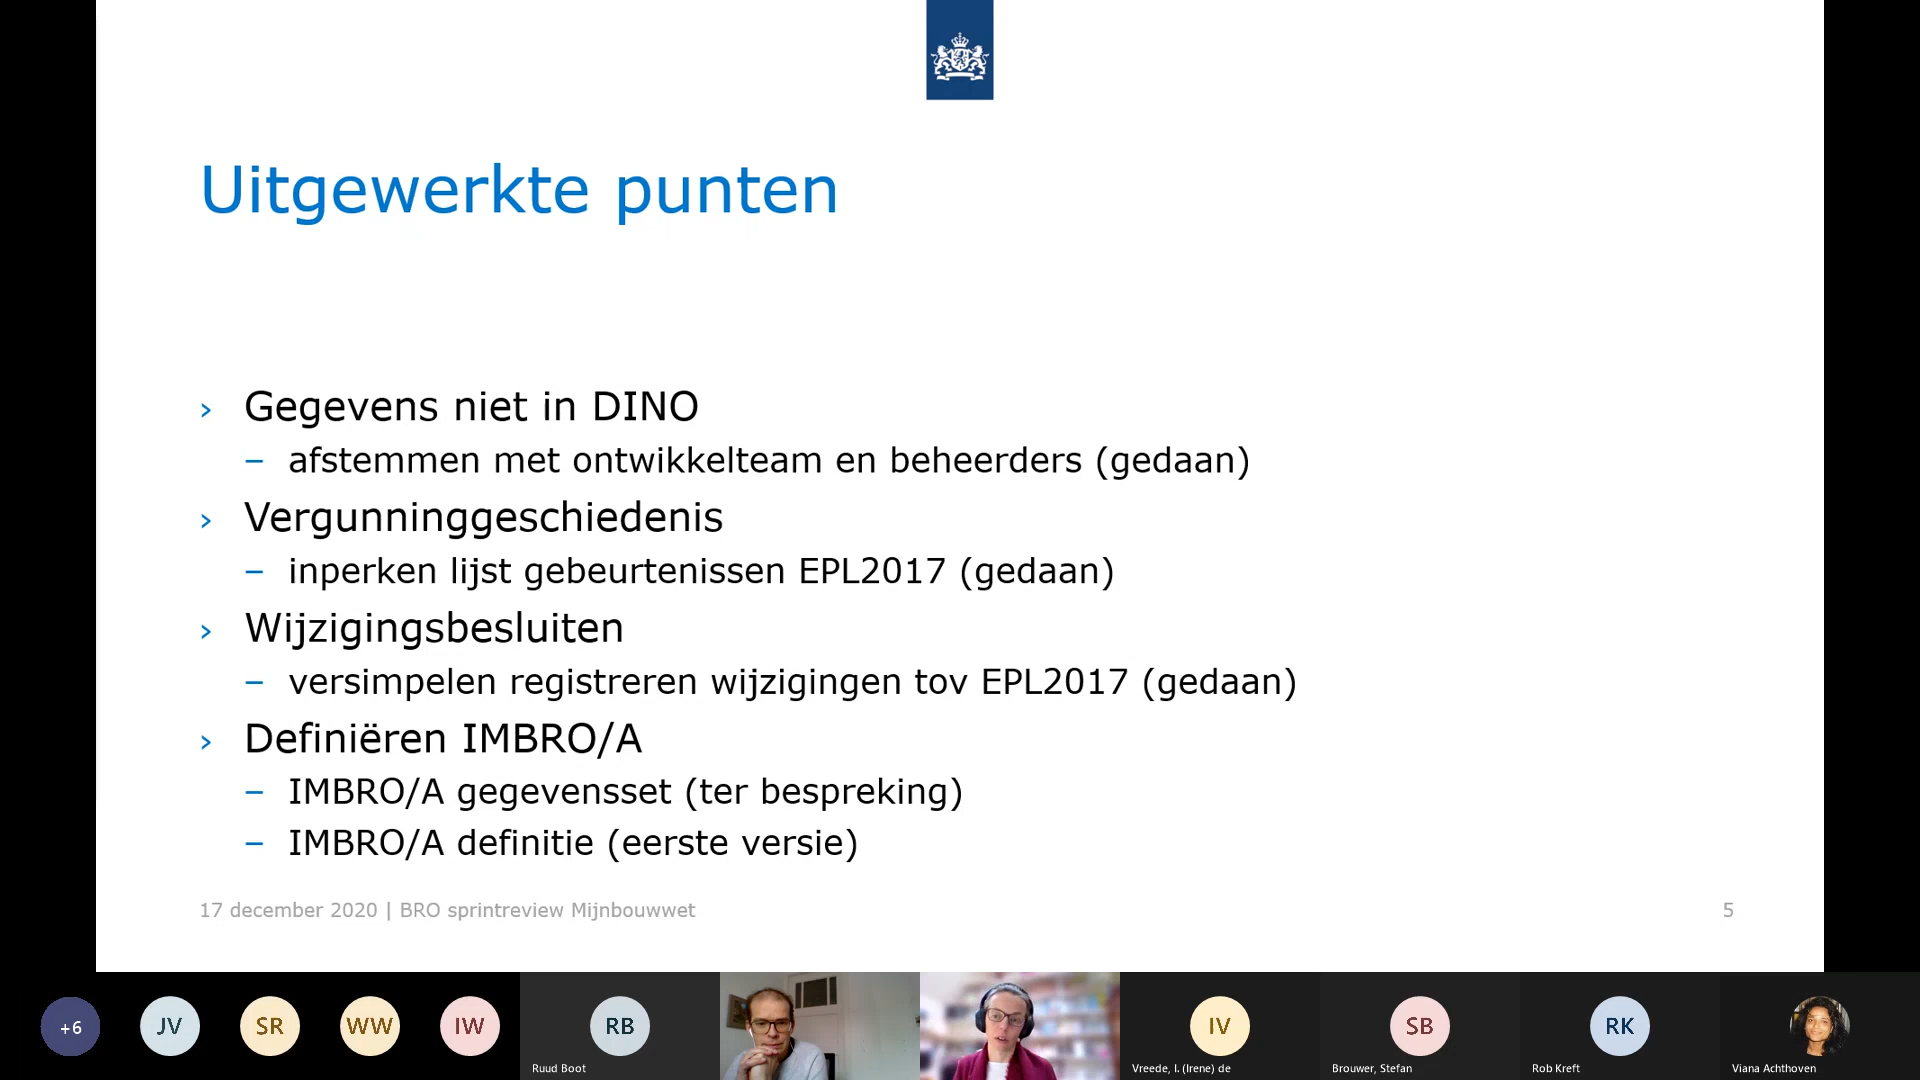 Uitgewerkte punten
› Gegevens niet in DINO
– afstemmen met ontwikkelteam en beheerders (gedaan)
› Vergunninggeschiedenis
– inperken lijst gebeurtenissen EPL2017 (gedaan)
› Wijzigingsbesluiten
– versimpelen registreren wijzigingen tov EPL2017 (gedaan)
› Definiëren IMBRO/A
– IMBRO/A gegevensset (ter bespreking)
– IMBRO/A definitie (eerste versie)
17 december 2020 | BRO sprintreview Mijnbouwwet 5
+6 JV SR WW IW RB IV SB RK
Ruud Boot Vreede, I. (Irene) de Brouwer, Stefan Rob Kreft Viana Achthoven